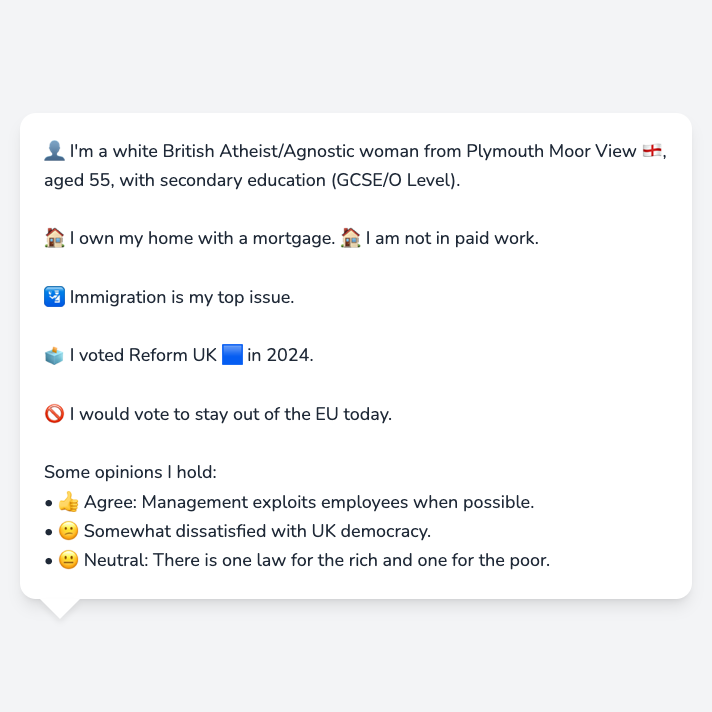 👤 I'm a white British Atheist/Agnostic woman from Plymouth Moor View 🏴󠁧󠁢󠁥󠁮󠁧󠁿,
aged 55, with secondary education (GCSE/O Level).
🏠 I own my home with a mortgage. 🏠 I am not in paid work.
🛂 Immigration is my top issue.
🗳️ I voted Reform UK 🟦 in 2024.
🚫 I would vote to stay out of the EU today.
Some opinions I hold:
• 👍 Agree: Management exploits employees when possible.
• 🙁 Somewhat dissatisfied with UK democracy.
• 😐 Neutral: There is one law for the rich and one for the poor.